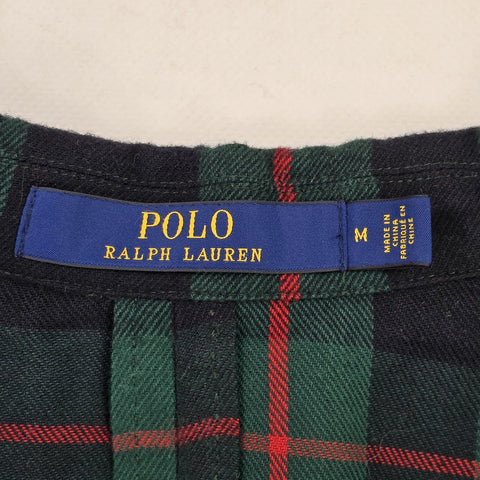 POLO
RALPH LAUREN
M
MADE IN
CHINA
FABRIQUÉ EN
CHINE